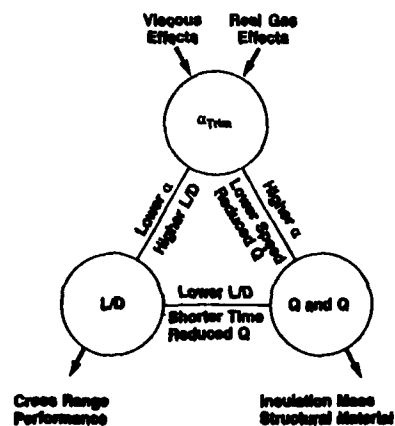 Viscous Effects
Real Gas Effects
αTrim
Lower α
Higher L/D
Higher α
Lower Speed
Reduced Q
L/D
Lower L/D
Shorter Time
Reduced Q
Q and Q
Cross Range
Performance
Insulation Mass
Structural Material